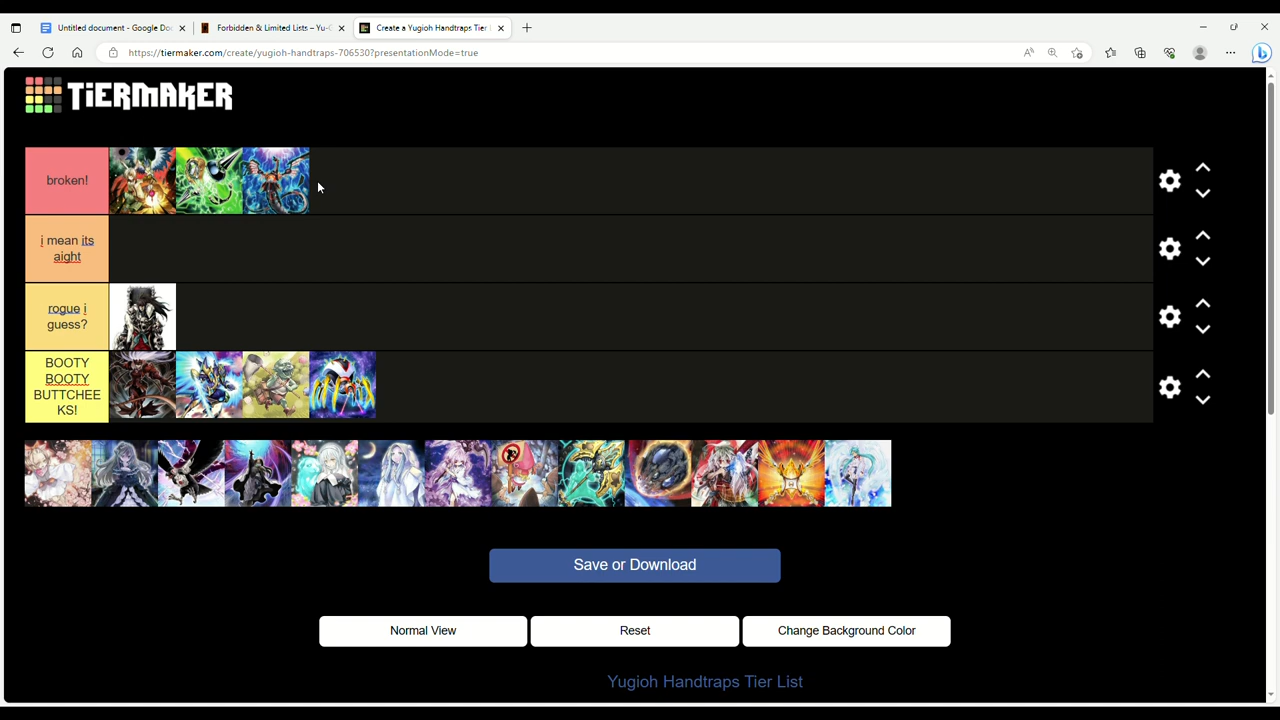 Untitled document - Google Doc
Forbidden & Limited Lists – Yu-G
Create a Yugioh Handtraps Tier
https://tiermaker.com/create/yugioh-handtraps-706530?presentationMode=true
TIERMAKER
broken!
i mean its
aight
rogue i
guess?
BOOTY
BOOTY
BUTTCHEE
KS!
Save or Download
Normal View
Reset
Change Background Color
Yugioh Handtraps Tier List